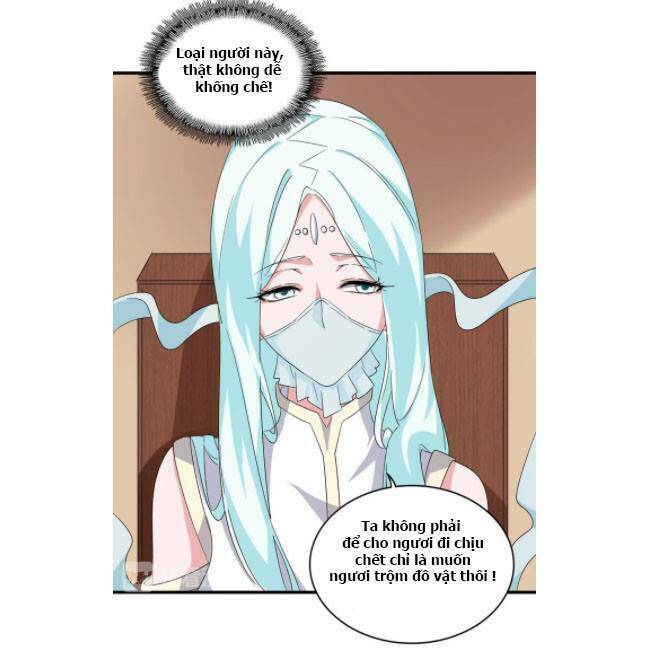 Loại người này,
thật không dễ
khống chế!
Ta không phải
để cho ngươi đi chịu
chết chỉ là muốn
ngươi trộm đô vật thôi !